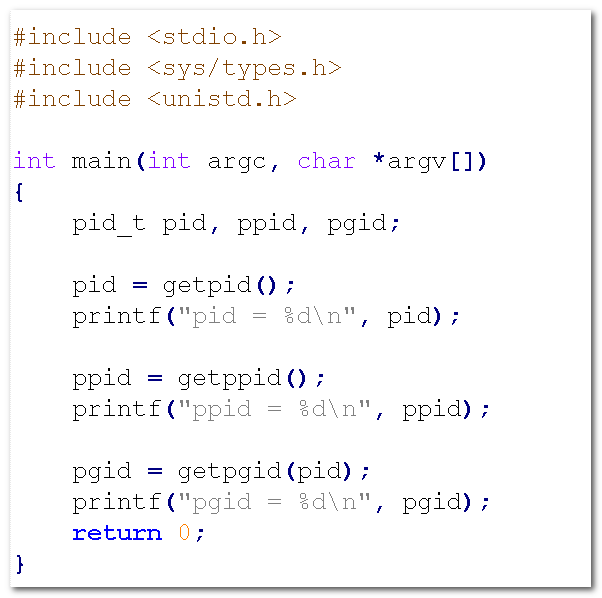 #include <stdio.h>
#include <sys/types.h>
#include <unistd.h>

int main(int argc, char *argv[])
{
    pid_t pid, ppid, pgid;

    pid = getpid();
    printf("pid = %d\n", pid);

    ppid = getppid();
    printf("ppid = %d\n", ppid);

    pgid = getpgid(pid);
    printf("pgid = %d\n", pgid);
    return 0;
}